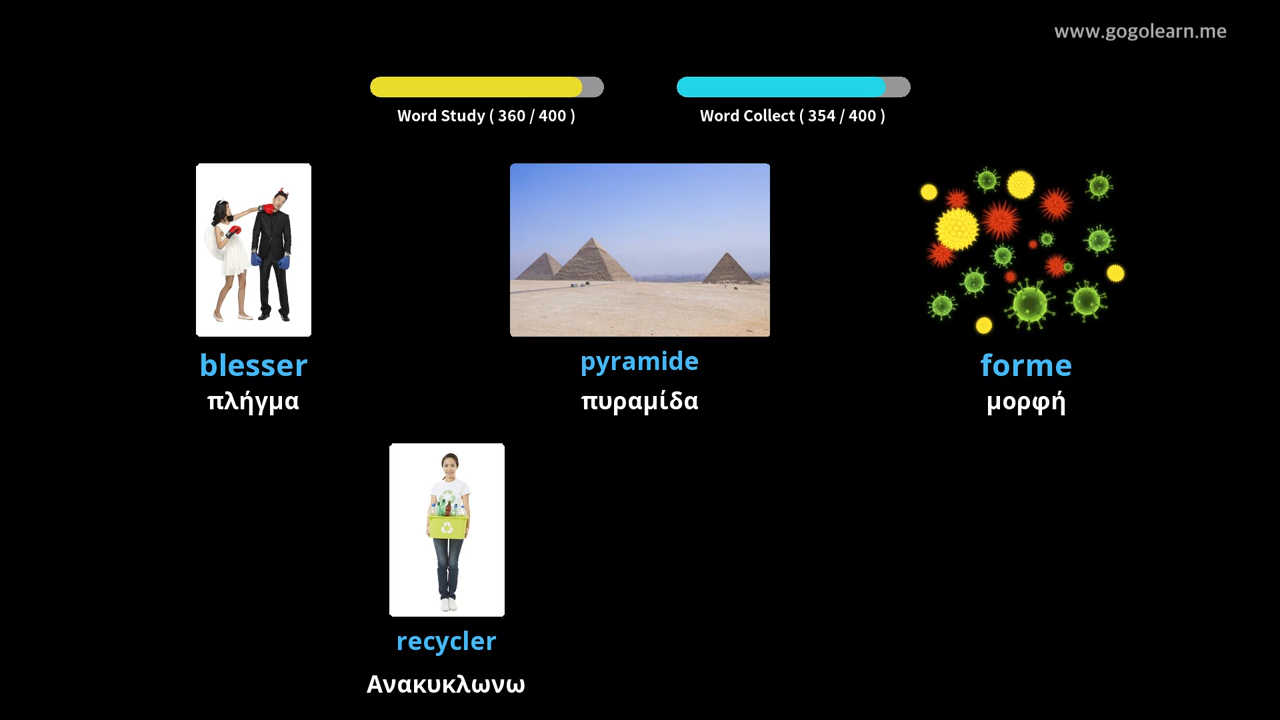 www.gogolearn.me
Word Study ( 360 / 400 )
Word Collect ( 354 / 400 )
blesser
πλήγμα
pyramide
πυραμίδα
forme
μορφή
recycler
Ανακυκλωνω